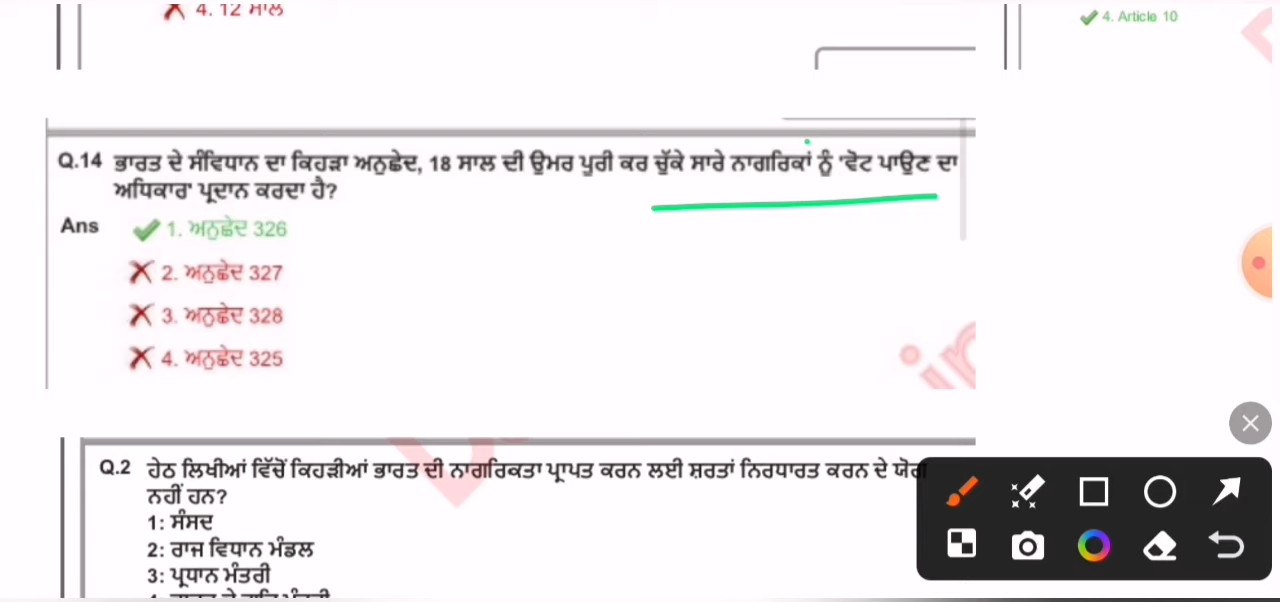 4. 12 ਸਾਲ
4. Article 10
Q.14 ਭਾਰਤ ਦੇ ਸੰਵਿਧਾਨ ਦਾ ਕਿਹੜਾ ਅਨੁਛੇਦ, 18 ਸਾਲ ਦੀ ਉਮਰ ਪੂਰੀ ਕਰ ਚੁੱਕੇ ਸਾਰੇ ਨਾਗਰਿਕਾਂ ਨੂੰ 'ਵੋਟ ਪਾਉਣ ਦਾ
ਅਧਿਕਾਰ' ਪ੍ਰਦਾਨ ਕਰਦਾ ਹੈ?
Ans 1. ਅਨੁਛੇਦ 326
2. ਅਨੁਛੇਦ 327
3. ਅਨੁਛੇਦ 328
4. ਅਨੁਛੇਦ 325
Q.2 ਹੇਠ ਲਿਖੀਆਂ ਵਿੱਚੋਂ ਕਿਹੜੀਆਂ ਭਾਰਤ ਦੀ ਨਾਗਰਿਕਤਾ ਪ੍ਰਾਪਤ ਕਰਨ ਲਈ ਸ਼ਰਤਾਂ ਨਿਰਧਾਰਤ ਕਰਨ ਦੇ ਯੋਗ
ਨਹੀਂ ਹਨ?
1: ਸੰਸਦ
2: ਰਾਜ ਵਿਧਾਨ ਮੰਡਲ
3: ਪ੍ਰਧਾਨ ਮੰਤਰੀ